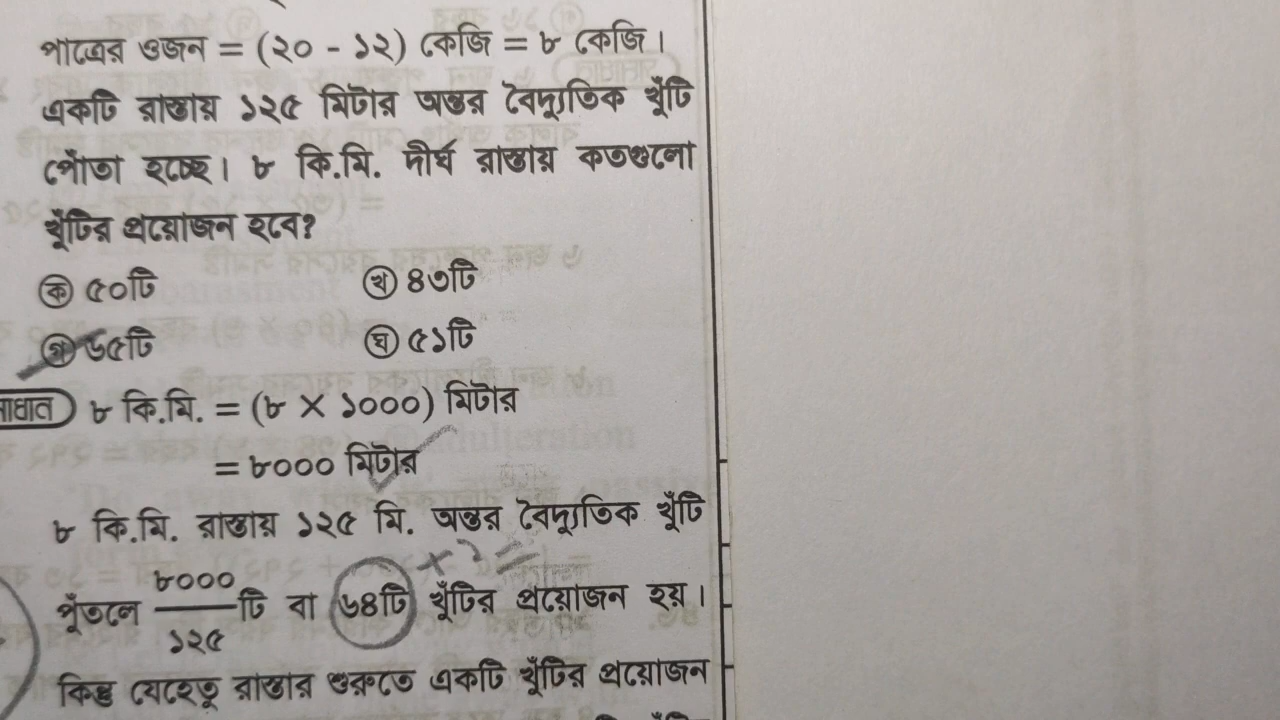 পাত্রের ওজন = (২০ - ১২) কেজি = ৮ কেজি।
একটি রাস্তায় ১২৫ মিটার অন্তর বৈদ্যুতিক খুঁটি
পোঁতা হচ্ছে। ৮ কি.মি. দীর্ঘ রাস্তায় কতগুলো
খুঁটির প্রয়োজন হবে?
ক ৫০টি খ ৪৩টি
গ ৬৫টি ঘ ৫১টি
৮ কি.মি. = (৮ × ১০০০) মিটার
= ৮০০০ মিটার
৮ কি.মি. রাস্তায় ১২৫ মি. অন্তর বৈদ্যুতিক খুঁটি
পুঁতলে ৮০০০/১২৫ টি বা ৬৪টি খুঁটির প্রয়োজন হয়।
কিন্তু যেহেতু রাস্তার শুরুতে একটি খুঁটির প্রয়োজন